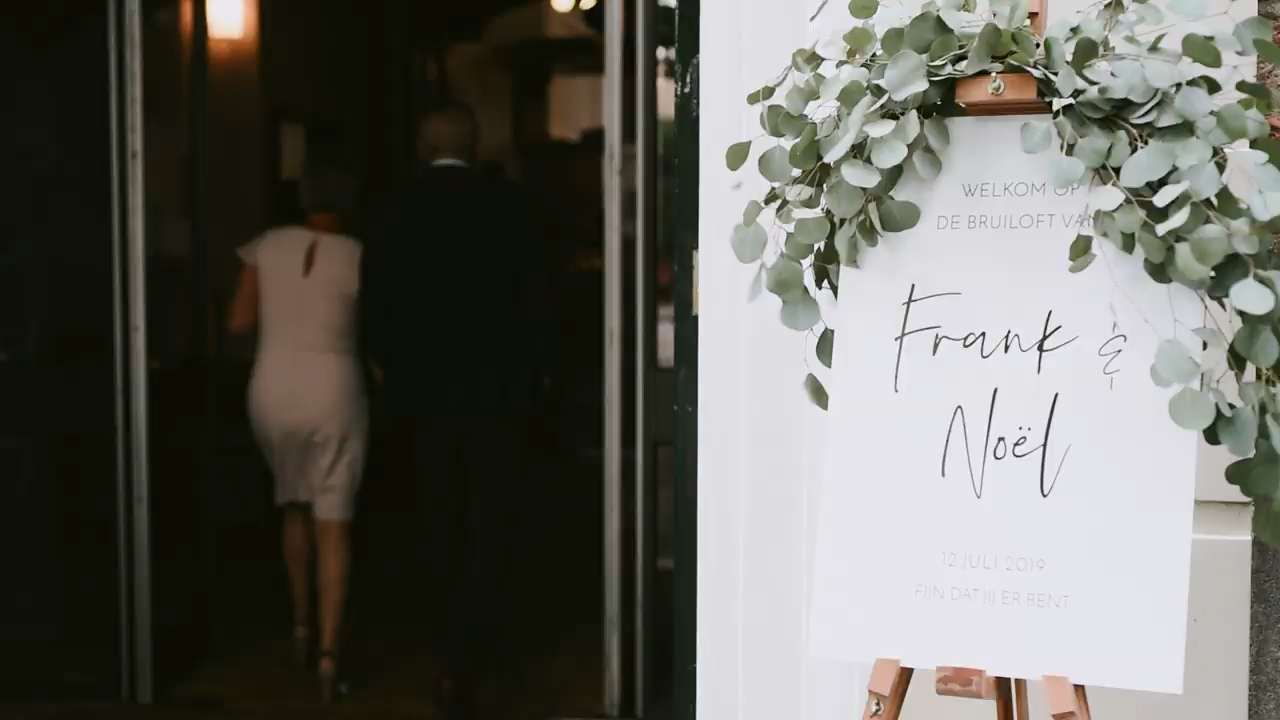 WELKOM OP
DE BRUILOFT VAN
Frank &
Noël
12 JULI 2019
FIJN DAT JIJ ER BENT